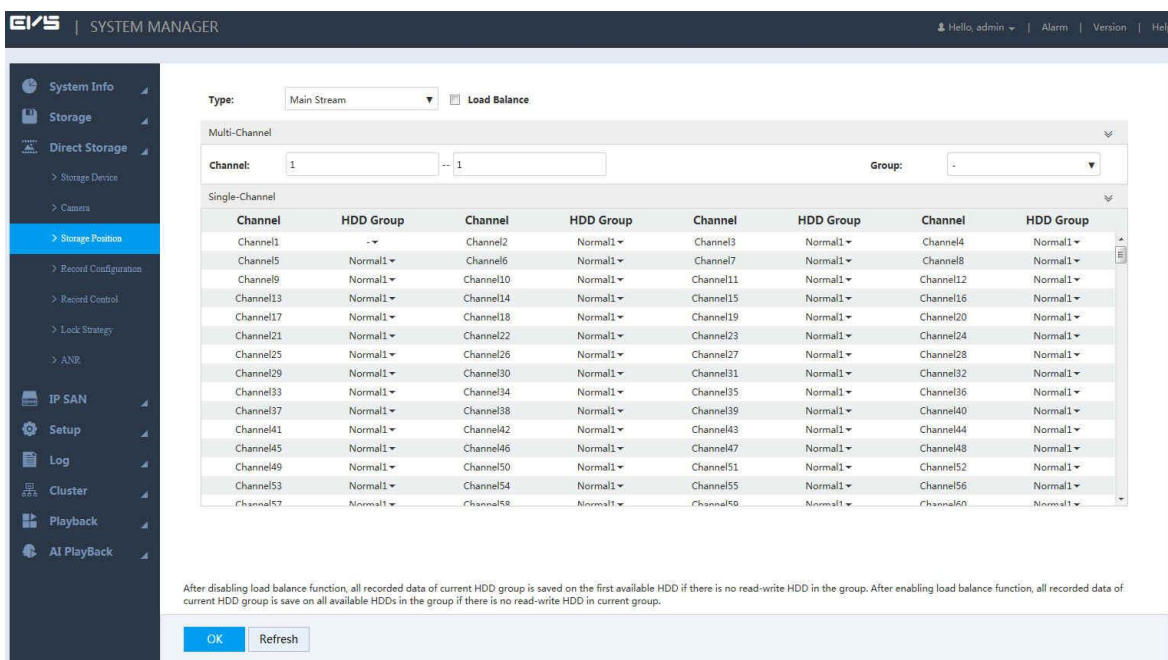 EVS | SYSTEM MANAGER
Hello, admin | Alarm | Version | Help
System Info
Storage
Direct Storage
> Storage Device
> Camera
> Storage Position
> Record Configuration
> Record Control
> Lock Strategy
> ANR
IP SAN
Setup
Log
Cluster
Playback
AI PlayBack
Type: Main Stream Load Balance
Multi-Channel
Channel: 1 -- 1 Group: -
Single-Channel
Channel HDD Group Channel HDD Group Channel HDD Group Channel HDD Group
Channel1 - Channel2 Normal1 Channel3 Normal1 Channel4 Normal1
Channel5 Normal1 Channel6 Normal1 Channel7 Normal1 Channel8 Normal1
Channel9 Normal1 Channel10 Normal1 Channel11 Normal1 Channel12 Normal1
Channel13 Normal1 Channel14 Normal1 Channel15 Normal1 Channel16 Normal1
Channel17 Normal1 Channel18 Normal1 Channel19 Normal1 Channel20 Normal1
Channel21 Normal1 Channel22 Normal1 Channel23 Normal1 Channel24 Normal1
Channel25 Normal1 Channel26 Normal1 Channel27 Normal1 Channel28 Normal1
Channel29 Normal1 Channel30 Normal1 Channel31 Normal1 Channel32 Normal1
Channel33 Normal1 Channel34 Normal1 Channel35 Normal1 Channel36 Normal1
Channel37 Normal1 Channel38 Normal1 Channel39 Normal1 Channel40 Normal1
Channel41 Normal1 Channel42 Normal1 Channel43 Normal1 Channel44 Normal1
Channel45 Normal1 Channel46 Normal1 Channel47 Normal1 Channel48 Normal1
Channel49 Normal1 Channel50 Normal1 Channel51 Normal1 Channel52 Normal1
Channel53 Normal1 Channel54 Normal1 Channel55 Normal1 Channel56 Normal1
Channel57 Normal1 Channel58 Normal1 Channel59 Normal1 Channel60 Normal1
After disabling load balance function, all recorded data of current HDD group is saved on the first available HDD if there is no read-write HDD in the group. After enabling load balance function, all recorded data of
current HDD group is save on all available HDDs in the group if there is no read-write HDD in current group.
OK Refresh